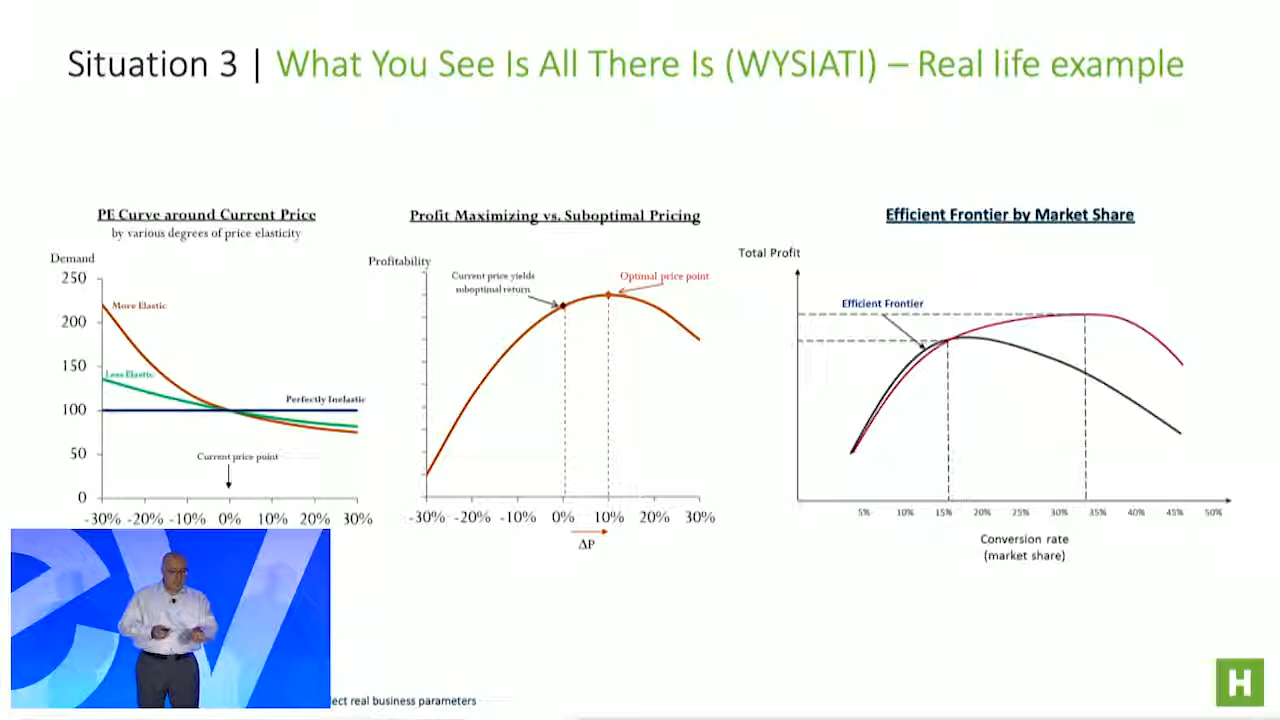 Situation 3 | What You See Is All There Is (WYSIATI) – Real life example
PE Curve around Current Price
by various degrees of price elasticity
Demand
250
200
150
100
50
0
More Elastic
Less Elastic
Perfectly Inelastic
Current price point
-30% -20% -10% 0% 10% 20% 30%
Profit Maximizing vs. Suboptimal Pricing
Profitability
Current price yields
suboptimal return
Optimal price point
-30% -20% -10% 0% 10% 20% 30%
ΔP
Efficient Frontier by Market Share
Total Profit
Efficient Frontier
5% 10% 15% 20% 25% 30% 35% 40% 45% 50%
Conversion rate
(market share)
real business parameters
H